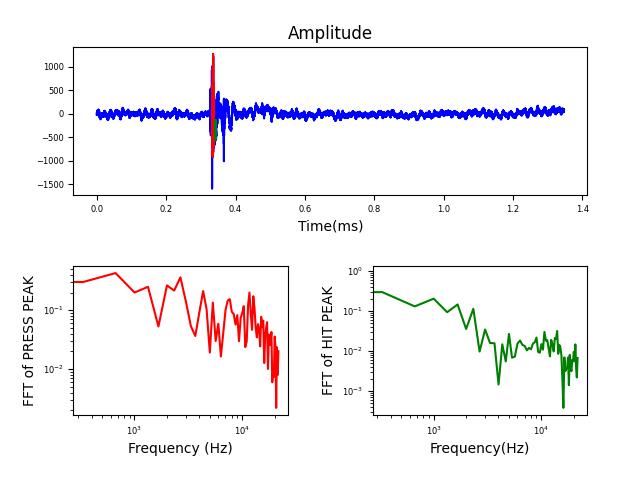 Amplitude
1000
500
0
−500
−1000
−1500
0.0 0.2 0.4 0.6 0.8 1.0 1.2 1.4
Time(ms)
FFT of PRESS PEAK
10⁻¹
10⁻²
10³ 10⁴
Frequency (Hz)
FFT of HIT PEAK
10⁰
10⁻¹
10⁻²
10⁻³
10³ 10⁴
Frequency(Hz)